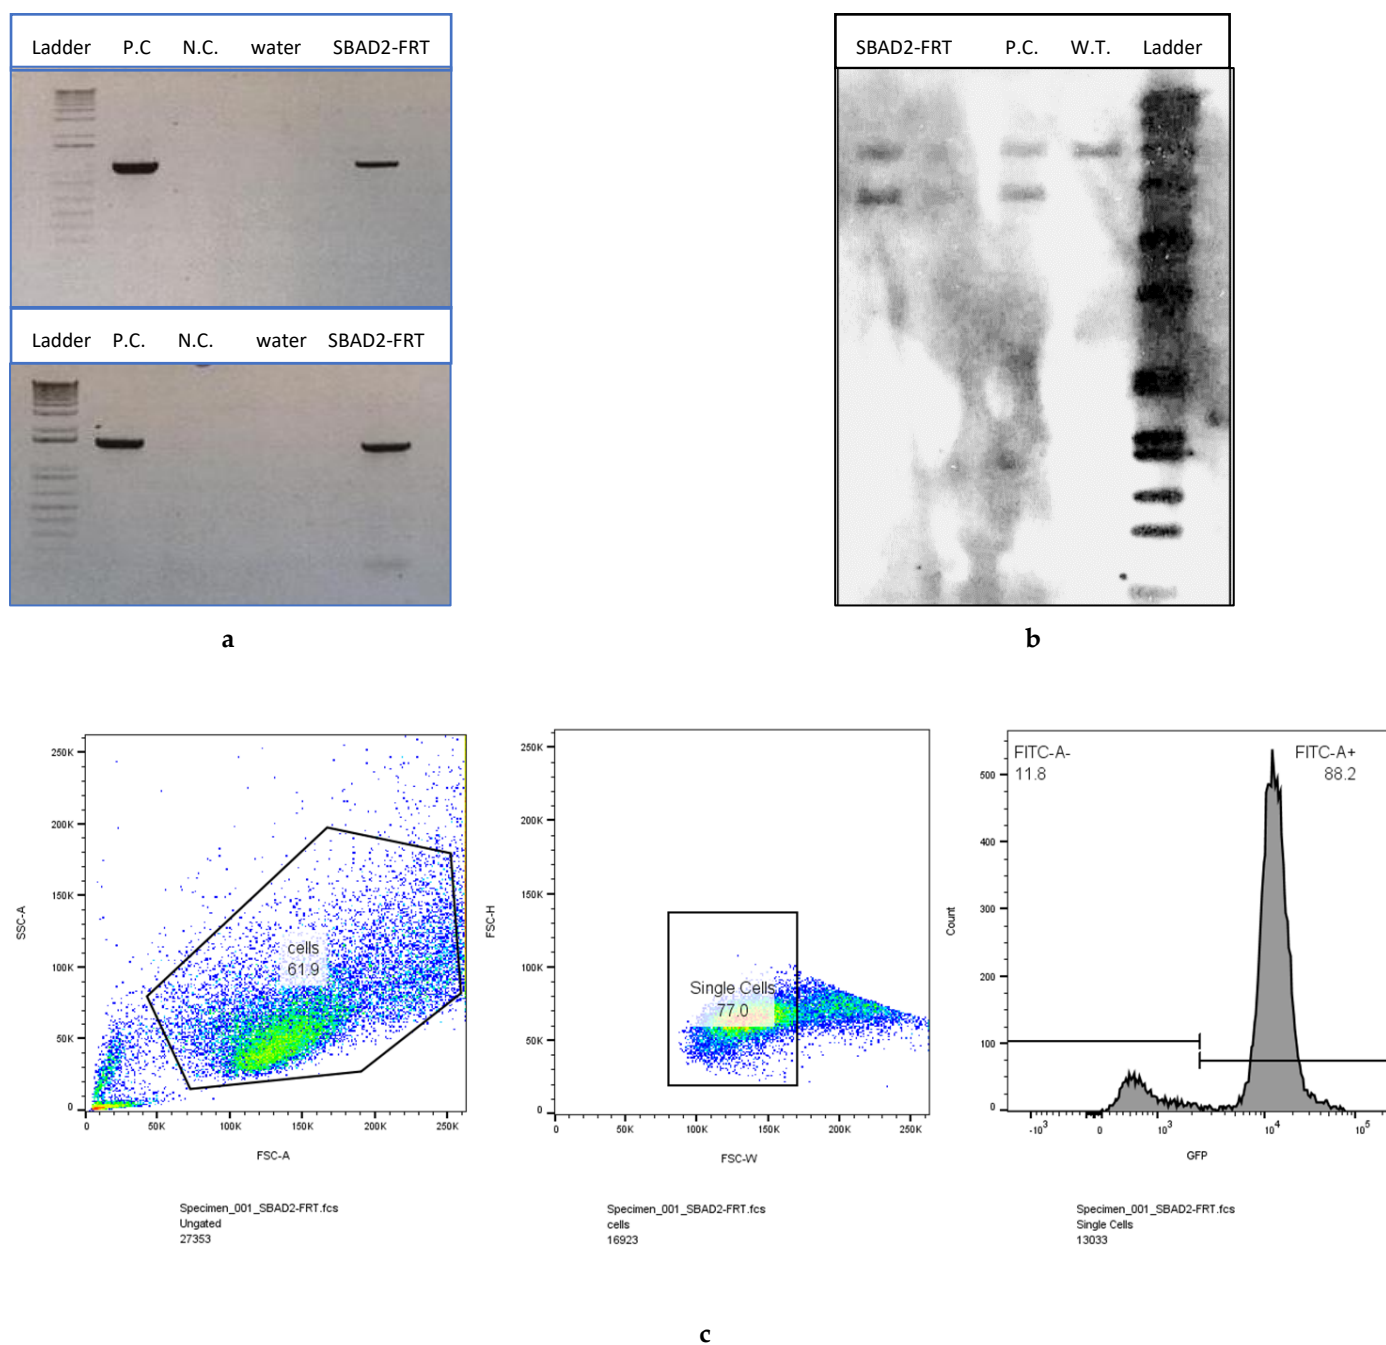 Ladder P.C N.C. water SBAD2-FRT
Ladder P.C. N.C. water SBAD2-FRT
a
SBAD2-FRT P.C. W.T. Ladder
b
250K
200K
150K
100K
50K
0
SSC-A
cells
61.9
0 50K 100K 150K 200K 250K
FSC-A
Specimen_001_SBAD2-FRT.fcs
Ungated
27353
250K
200K
150K
100K
50K
0
FSC-H
Single Cells
77.0
0 50K 100K 150K 200K 250K
FSC-W
Specimen_001_SBAD2-FRT.fcs
cells
16923
500
400
300
200
100
0
Count
FITC-A-
11.8
FITC-A+
88.2
-10³ 0 10³ 10⁴ 10⁵
GFP
Specimen_001_SBAD2-FRT.fcs
Single Cells
13033
c